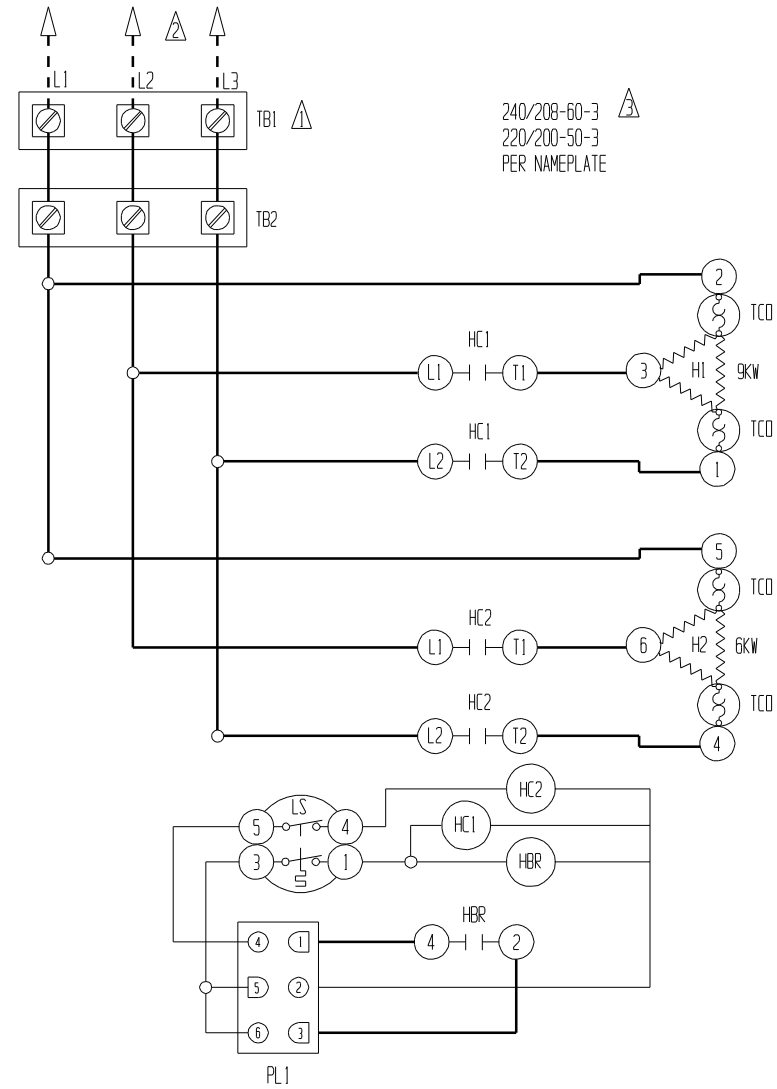 2
L1 L2 L3
TB1 1
240/208-60-3 3
220/200-50-3
PER NAMEPLATE
TB2
2
TCO
HC1
L1 T1 3 H1 9KW
HC1
TCO
L2 T2 1
5
TCO
HC2
L1 T1 6 H2 6KW
HC2
TCO
L2 T2 4
HC2
LS
5 4 HC1
3 1 HBR
HBR
4 1 4 2
5 2
6 3
PL1